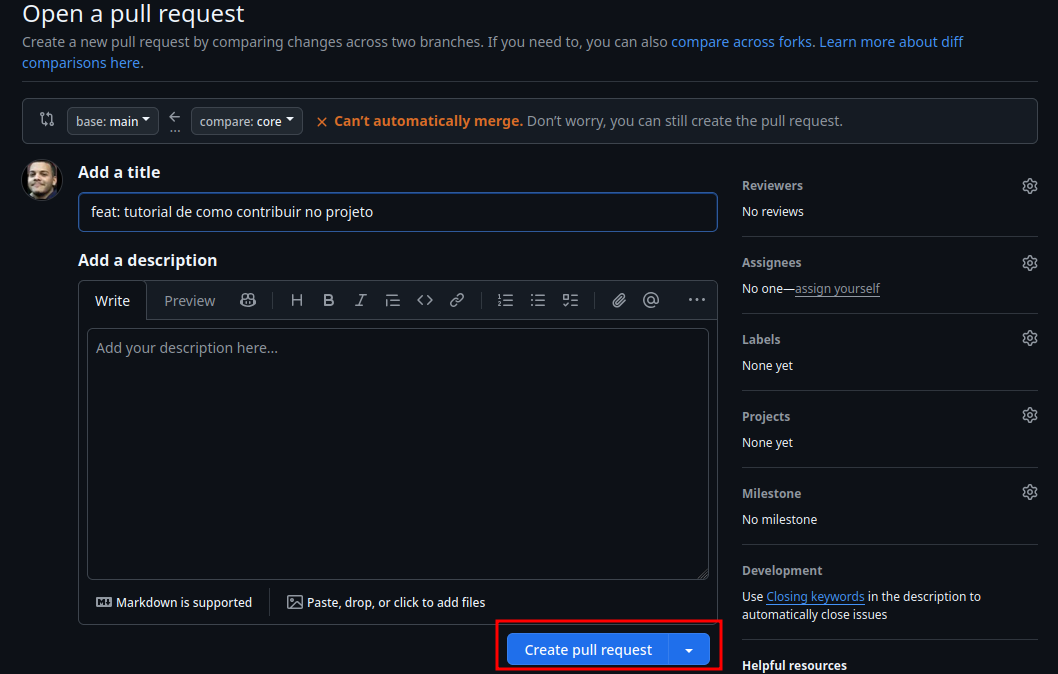 Open a pull request
Create a new pull request by comparing changes across two branches. If you need to, you can also compare across forks. Learn more about diff
comparisons here.
base: main
compare: core
Can’t automatically merge. Don’t worry, you can still create the pull request.
Add a title
feat: tutorial de como contribuir no projeto
Add a description
Write
Preview
Add your description here...
Markdown is supported
Paste, drop, or click to add files
Create pull request
Reviewers
No reviews
Assignees
No one—assign yourself
Labels
None yet
Projects
None yet
Milestone
No milestone
Development
Use Closing keywords in the description to
automatically close issues
Helpful resources